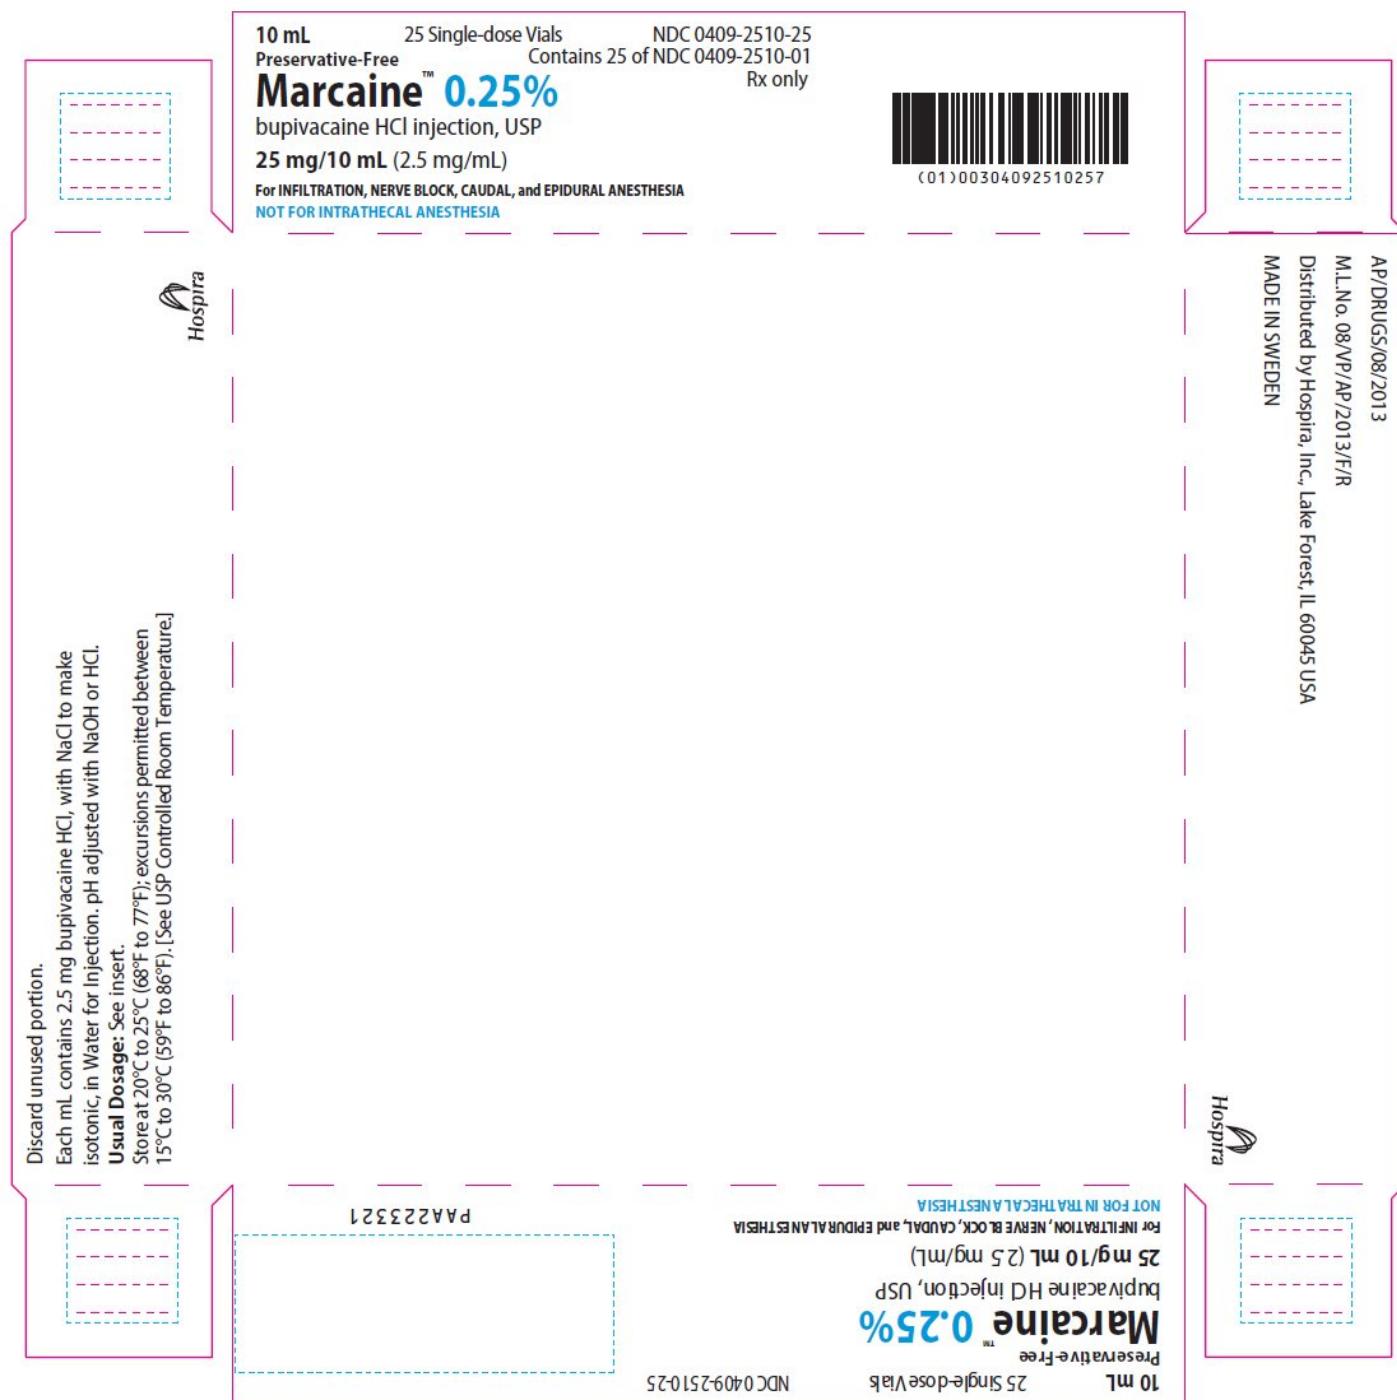 10 mL 25 Single-dose Vials NDC 0409-2510-25
Preservative-Free Contains 25 of NDC 0409-2510-01
Rx only
Marcaine™ 0.25%
bupivacaine HCl injection, USP
25 mg/10 mL (2.5 mg/mL)
For INFILTRATION, NERVE BLOCK, CAUDAL, and EPIDURAL ANESTHESIA
NOT FOR INTRATHECAL ANESTHESIA
(01)00304092510257
Hospira
Discard unused portion.
Each mL contains 2.5 mg bupivacaine HCl, with NaCl to make
isotonic, in Water for Injection. pH adjusted with NaOH or HCl.
Usual Dosage: See insert.
Store at 20°C to 25°C (68°F to 77°F); excursions permitted between
15°C to 30°C (59°F to 86°F). [See USP Controlled Room Temperature.]
AP/DRUGS/08/2013
M.L.No. 08/VP/AP/2013/F/R
Distributed by Hospira, Inc., Lake Forest, IL 60045 USA
MADE IN SWEDEN
Hospira
10 mL 25 Single-dose Vials NDC 0409-2510-25
Preservative-Free
Marcaine™ 0.25%
bupivacaine HCl injection, USP
25 mg/10 mL (2.5 mg/mL)
For INFILTRATION, NERVE BLOCK, CAUDAL, and EPIDURAL ANESTHESIA
NOT FOR INTRATHECAL ANESTHESIA
PAA223321